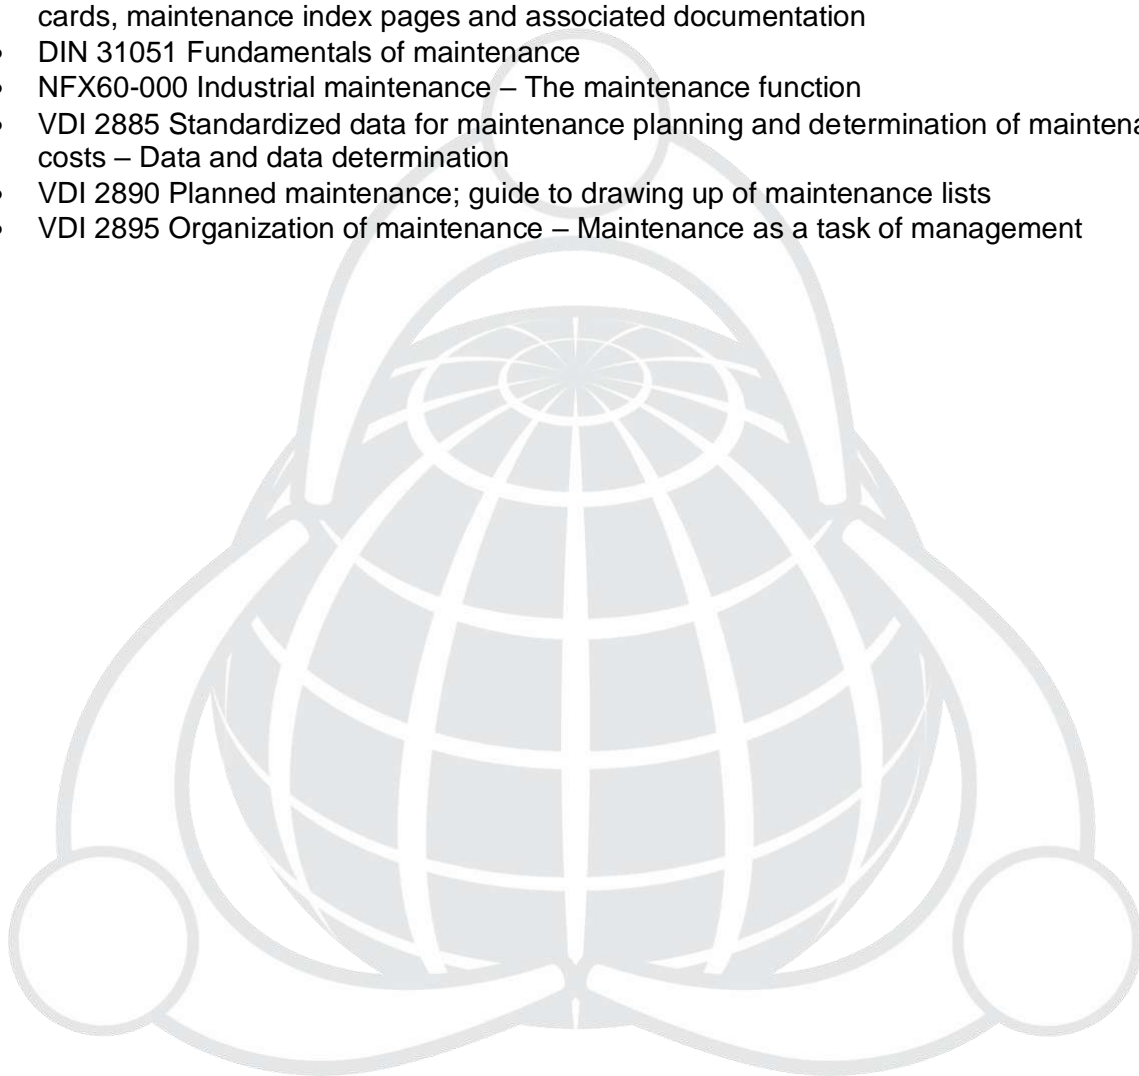 cards, maintenance index pages and associated documentation
• DIN 31051 Fundamentals of maintenance
• NFX60-000 Industrial maintenance – The maintenance function
• VDI 2885 Standardized data for maintenance planning and determination of
costs – Data and data determination
• VDI 2890 Planned maintenance; guide to drawing up of maintenance lists
• VDI 2895 Organization of maintenance – Maintenance as a task of management